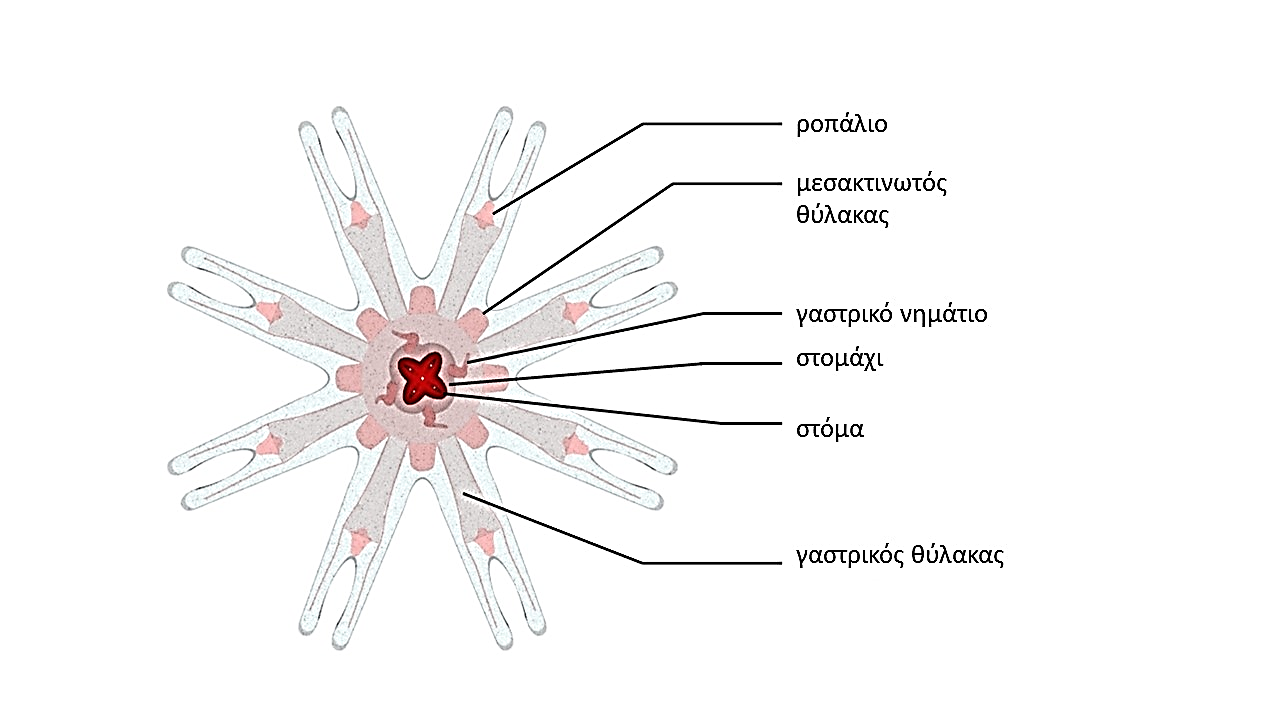 ροπάλιο
μεσακτινωτός
θύλακας
γαστρικό νημάτιο
στομάχι
στόμα
γαστρικός θύλακας